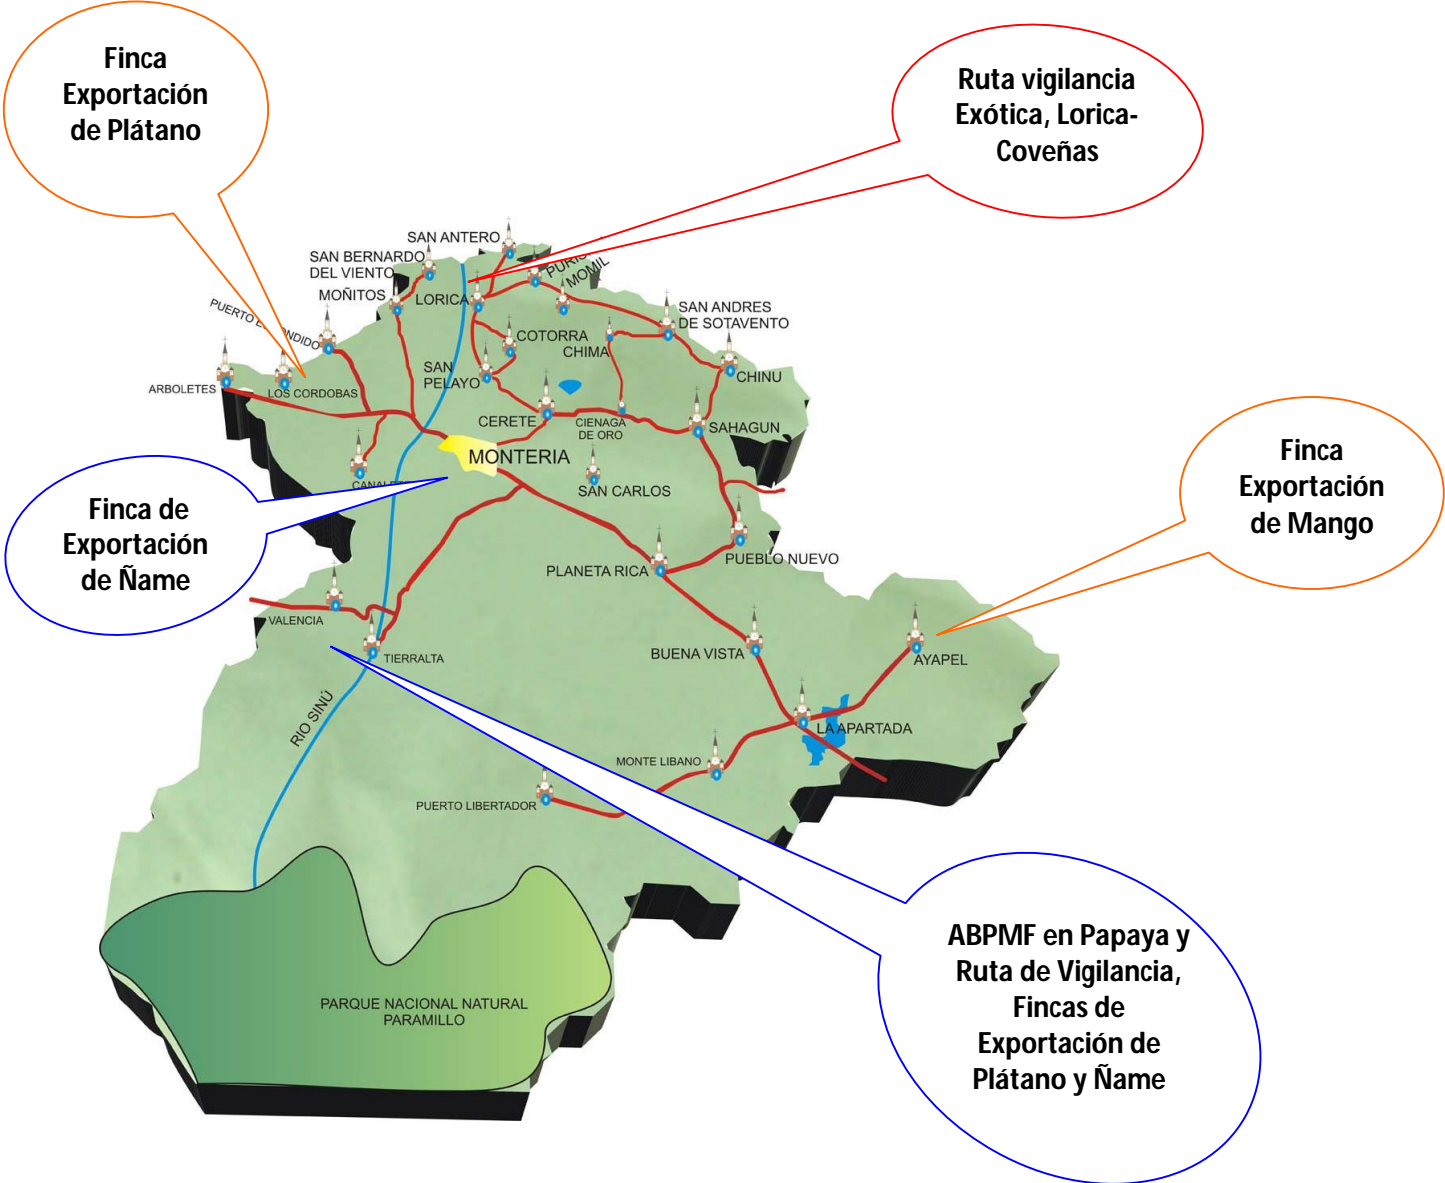 Finca
Exportación
de Plátano
Ruta vigilancia
Exótica, Lorica-
Coveñas
SAN ANTERO
SAN BERNARDO
DEL VIENTO
MOMIL
MOÑITOS
LORICA
SAN ANDRES
DE SOTAVENTO
PUERTO
COTORRA
CHIMA
SAN
PELAYO
CHINU
ARBOLETES
LOS CORDOBAS
CERETE
CIENAGA
DE ORO
SAHAGUN
MONTERIA
SAN CARLOS
Finca
Exportación
de Mango
Finca de
Exportación
de Ñame
PUEBLO NUEVO
PLANETA RICA
VALENCIA
TIERRALTA
BUENA VISTA
AYAPEL
RIO SINÚ
LA APARTADA
MONTE LIBANO
PUERTO LIBERTADOR
ABPMF en Papaya y
Ruta de Vigilancia,
Fincas de
Exportación de
Plátano y Ñame
PARQUE NACIONAL NATURAL
PARAMILLO